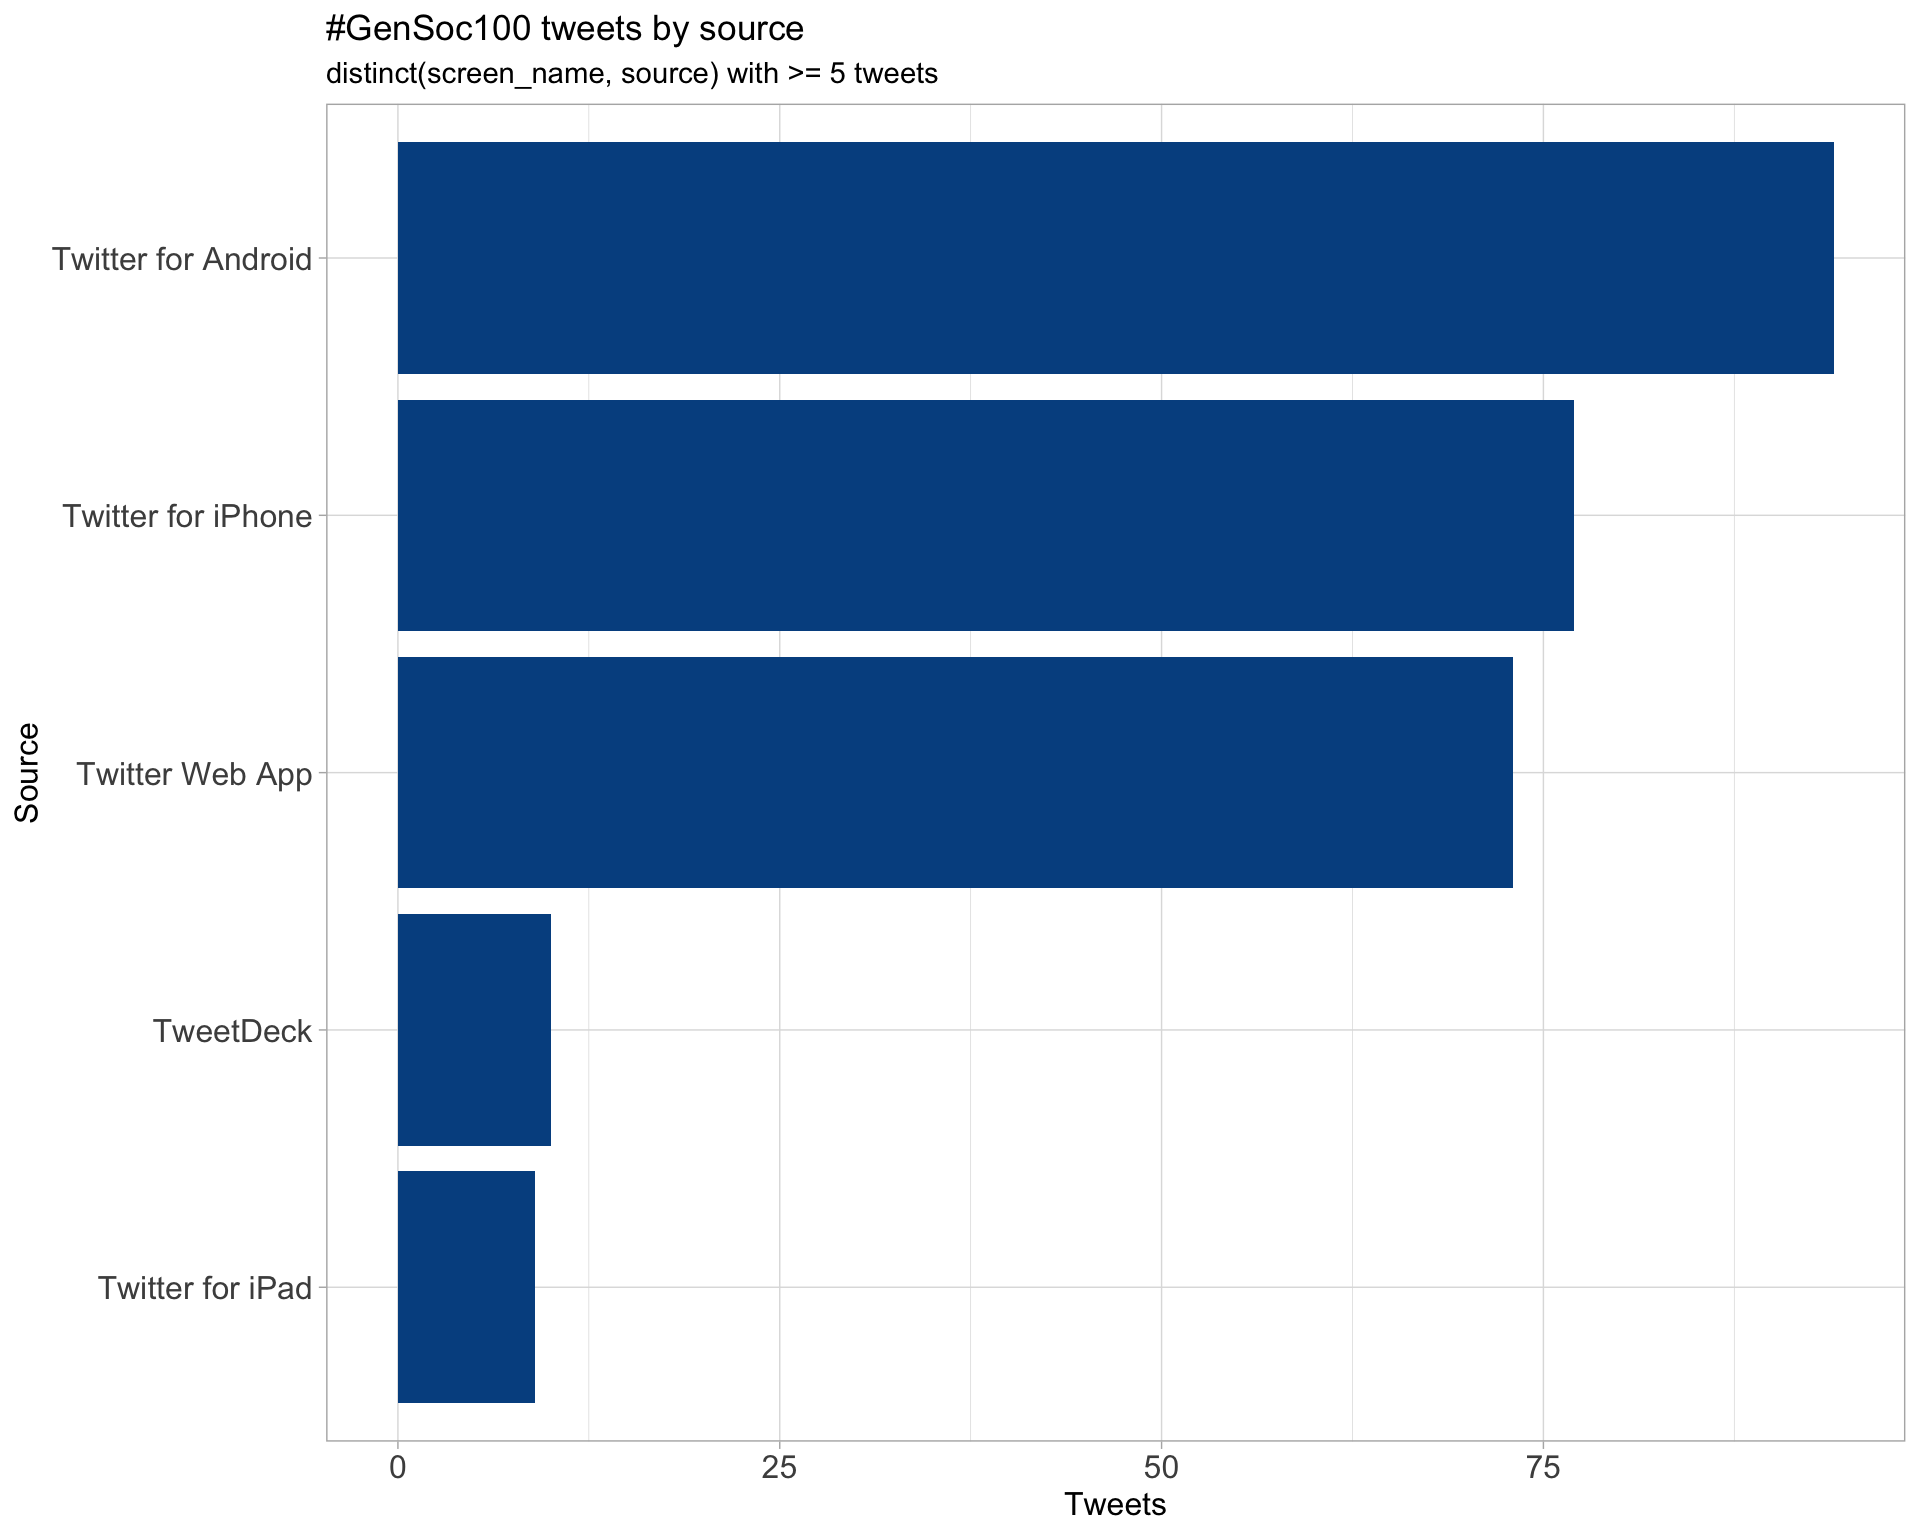 #GenSoc100 tweets by source
distinct(screen_name, source) with >= 5 tweets
Source
Twitter for Android
Twitter for iPhone
Twitter Web App
TweetDeck
Twitter for iPad
0 25 50 75
Tweets